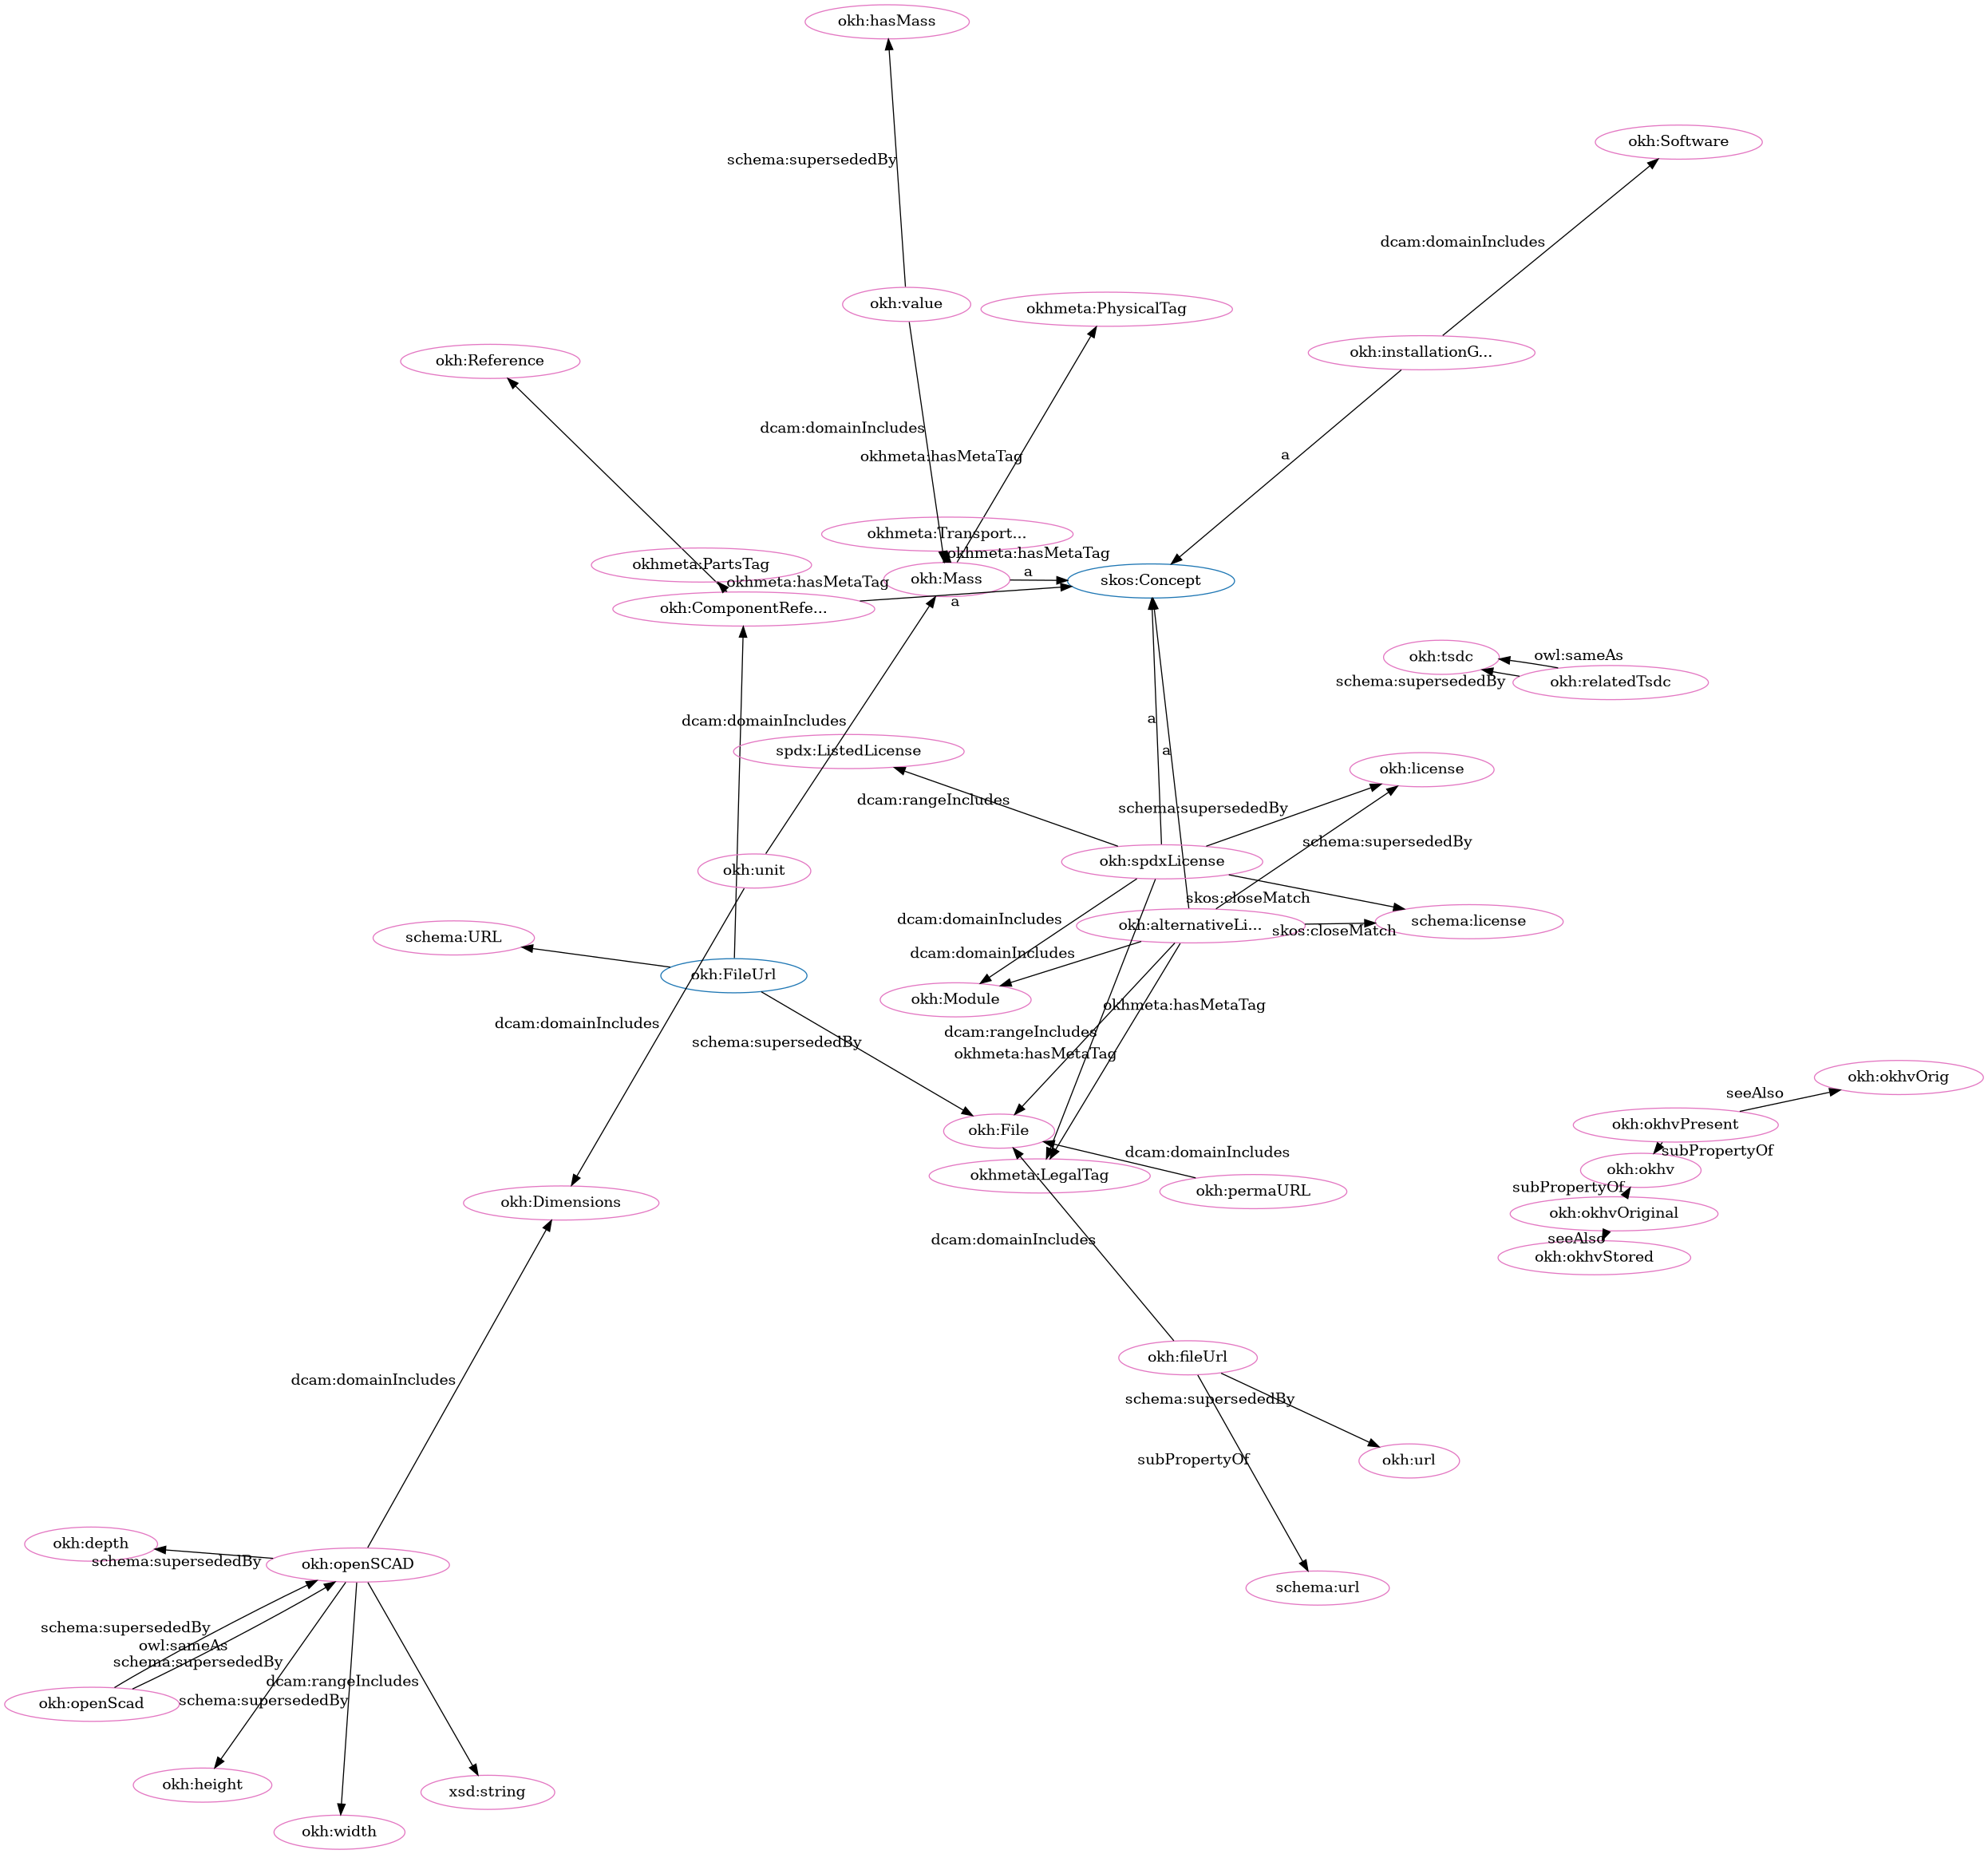 okh:hasMass
okh:Software
schema:supersededBy
dcam:domainIncludes
okh:value
okhmeta:PhysicalTag
okh:installationG...
okh:Reference
dcam:domainIncludes
okhmeta:hasMetaTag
a
okhmeta:Transport...
okhmeta:hasMetaTag
okhmeta:PartsTag
okh:Mass
a
skos:Concept
okhmeta:hasMetaTag
okh:ComponentRefe...
a
okh:tsdc
owl:sameAs
schema:supersededBy
okh:relatedTsdc
dcam:domainIncludes
a
spdx:ListedLicense
a
okh:license
dcam:rangeIncludes
schema:supersededBy
schema:supersededBy
okh:spdxLicense
okh:unit
skos:closeMatch
dcam:domainIncludes
okh:alternativeLi...
schema:license
skos:closeMatch
schema:URL
dcam:domainIncludes
okh:FileUrl
okh:Module
okhmeta:hasMetaTag
dcam:domainIncludes
dcam:rangeIncludes
schema:supersededBy
okhmeta:hasMetaTag
okh:okhvOrig
seeAlso
okh:okhvPresent
okh:File
dcam:domainIncludes
subPropertyOf
okh:okhv
okhmeta:LegalTag
okh:permaURL
subPropertyOf
okh:Dimensions
okh:okhvOriginal
dcam:domainIncludes
seeAlso
okh:okhvStored
okh:fileUrl
dcam:domainIncludes
schema:supersededBy
subPropertyOf
okh:url
okh:depth
schema:supersededBy
okh:openSCAD
schema:url
schema:supersededBy
owl:sameAs
schema:supersededBy
dcam:rangeIncludes
schema:supersededBy
okh:openScad
okh:height
xsd:string
okh:width